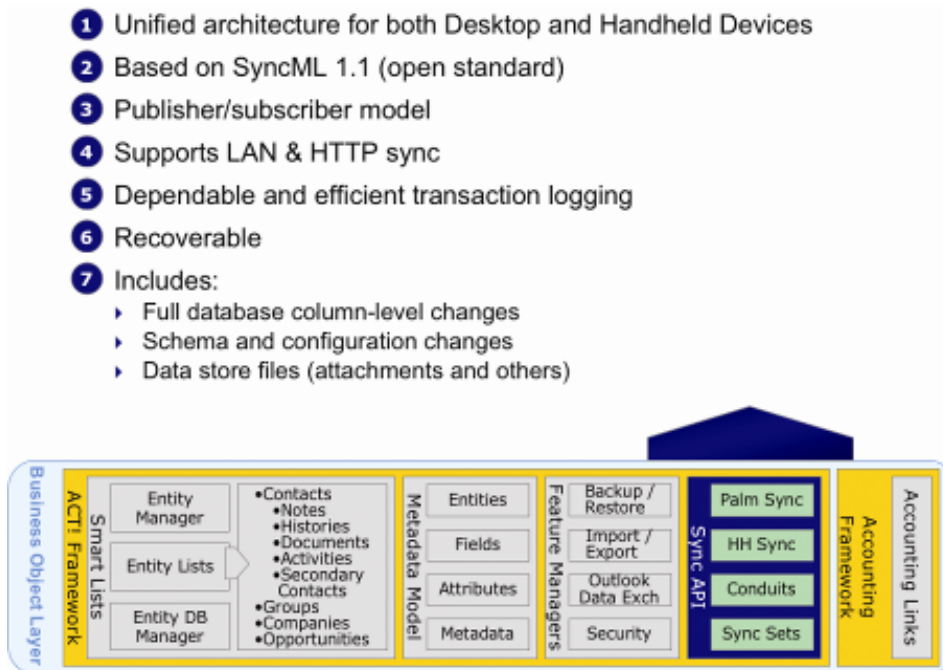 1 Unified architecture for both Desktop and Handheld Devices
2 Based on SyncML 1.1 (open standard)
3 Publisher/subscriber model
4 Supports LAN & HTTP sync
5 Dependable and efficient transaction logging
6 Recoverable
7 Includes:
Full database column-level changes
Schema and configuration changes
Data store files (attachments and others)
Business Object Layer
ACT! Framework
Smart Lists
Entity
Manager
Entity Lists
Entity DB
Manager
•Contacts
•Notes
•Histories
•Documents
•Activities
•Secondary
Contacts
•Groups
•Companies
•Opportunities
Metadata Model
Entities
Fields
Attributes
Metadata
Feature Managers
Backup /
Restore
Import /
Export
Outlook
Data Exch
Security
Sync API
Palm Sync
HH Sync
Conduits
Sync Sets
Accounting
Framework
Accounting Links